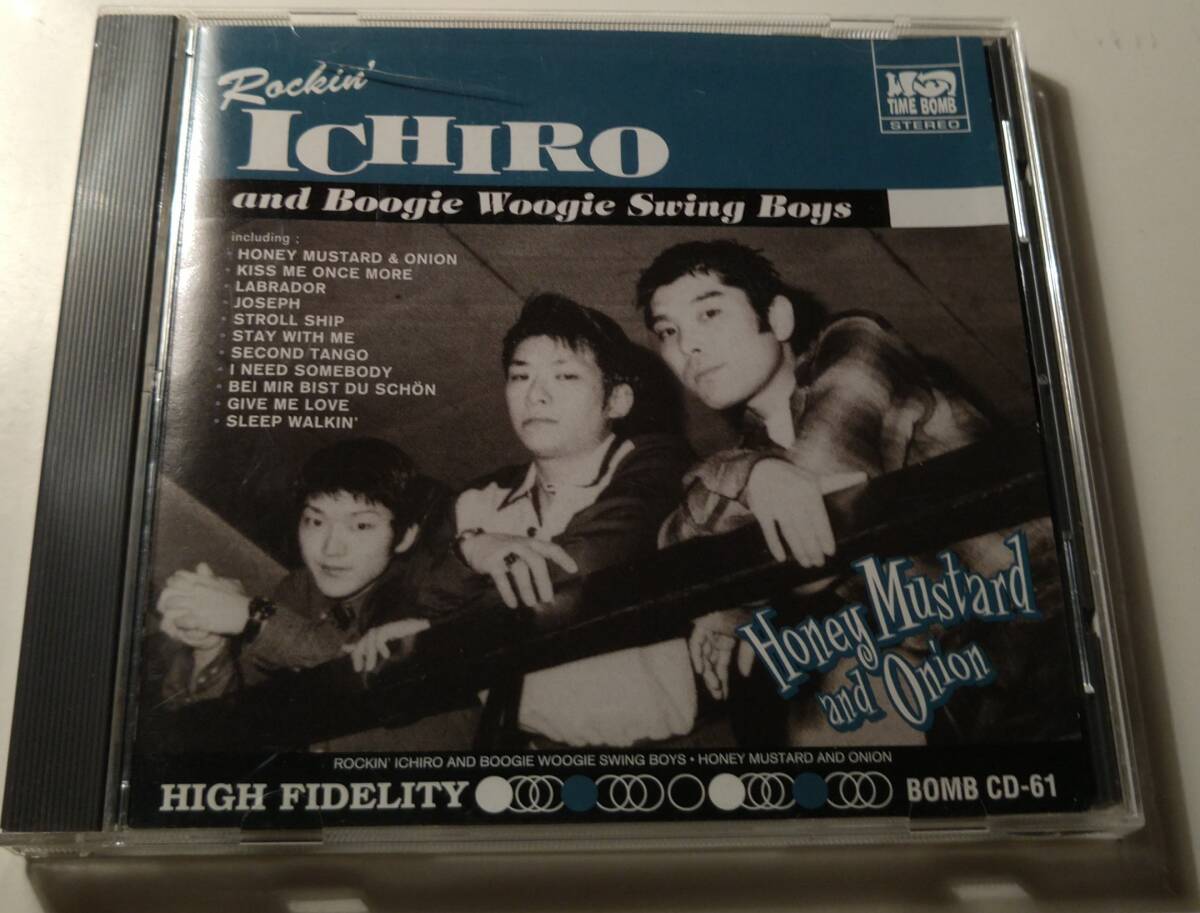 Rockin'
ICHIRO
and Boogie Woogie Swing Boys
TIME BOMB
STEREO
including :
• HONEY MUSTARD & ONION
• KISS ME ONCE MORE
• LABRADOR
• JOSEPH
• STROLL SHIP
• STAY WITH ME
• SECOND TANGO
• I NEED SOMEBODY
• BEI MIR BIST DU SCHÖN
• GIVE ME LOVE
• SLEEP WALKIN'
Honey Mustard
and Onion
ROCKIN' ICHIRO AND BOOGIE WOOGIE SWING BOYS • HONEY MUSTARD AND ONION
HIGH FIDELITY
BOMB CD-61